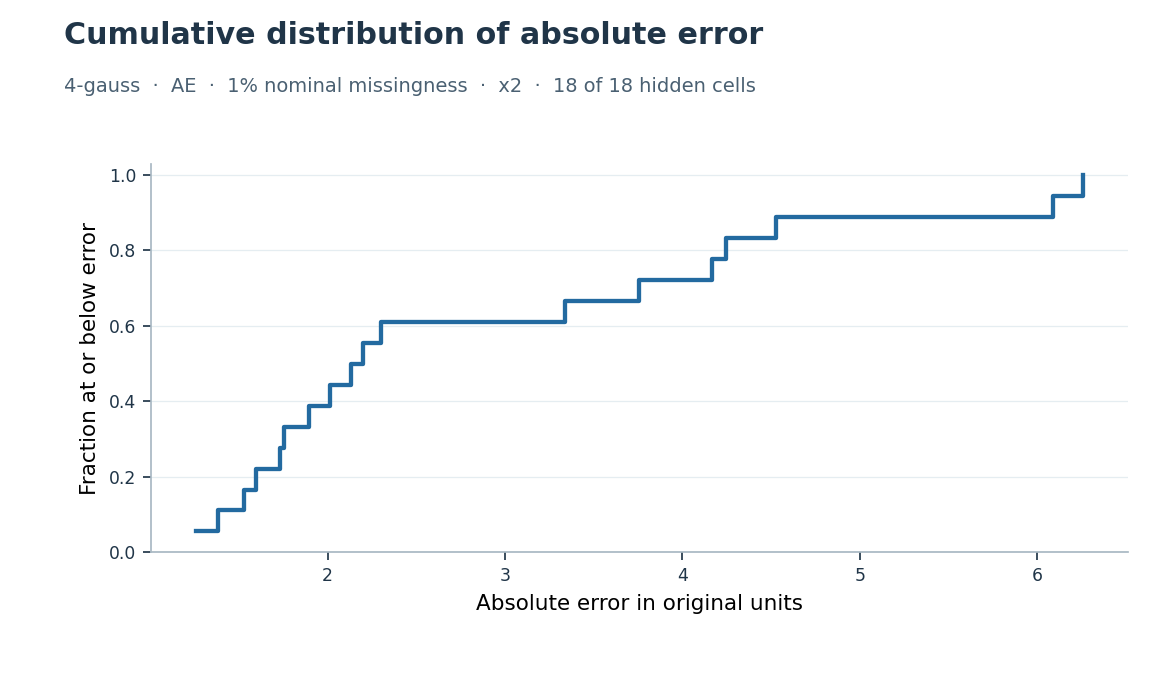 Cumulative distribution of absolute error
4-gauss · AE · 1% nominal missingness · x2 · 18 of 18 hidden cells
Fraction at or below error
1.0
0.8
0.6
0.4
0.2
0.0
2 3 4 5 6
Absolute error in original units